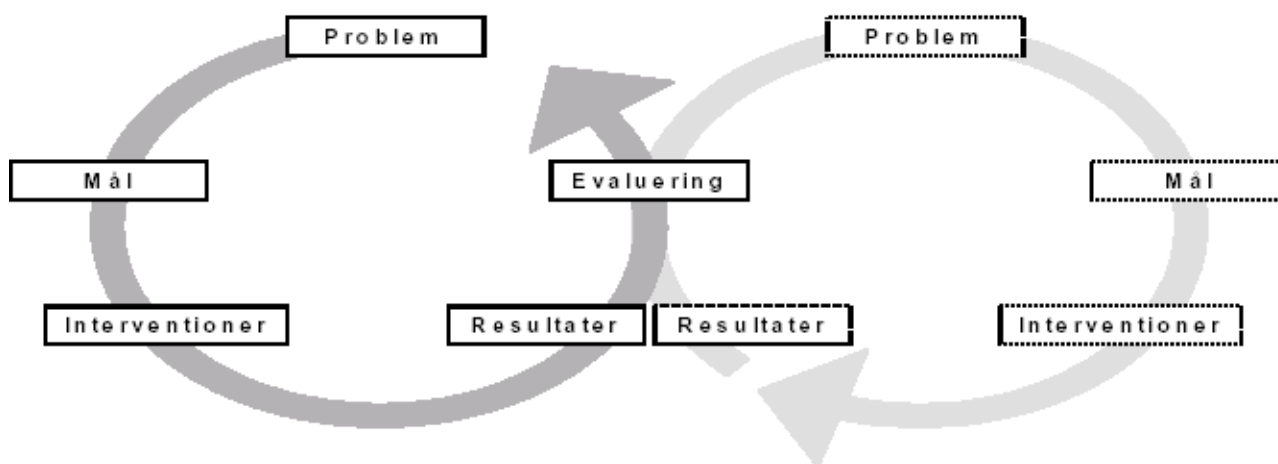 Problem
Problem
Mål
Evaluering
Mål
Interventioner
Resultater
Resultater
Interventioner